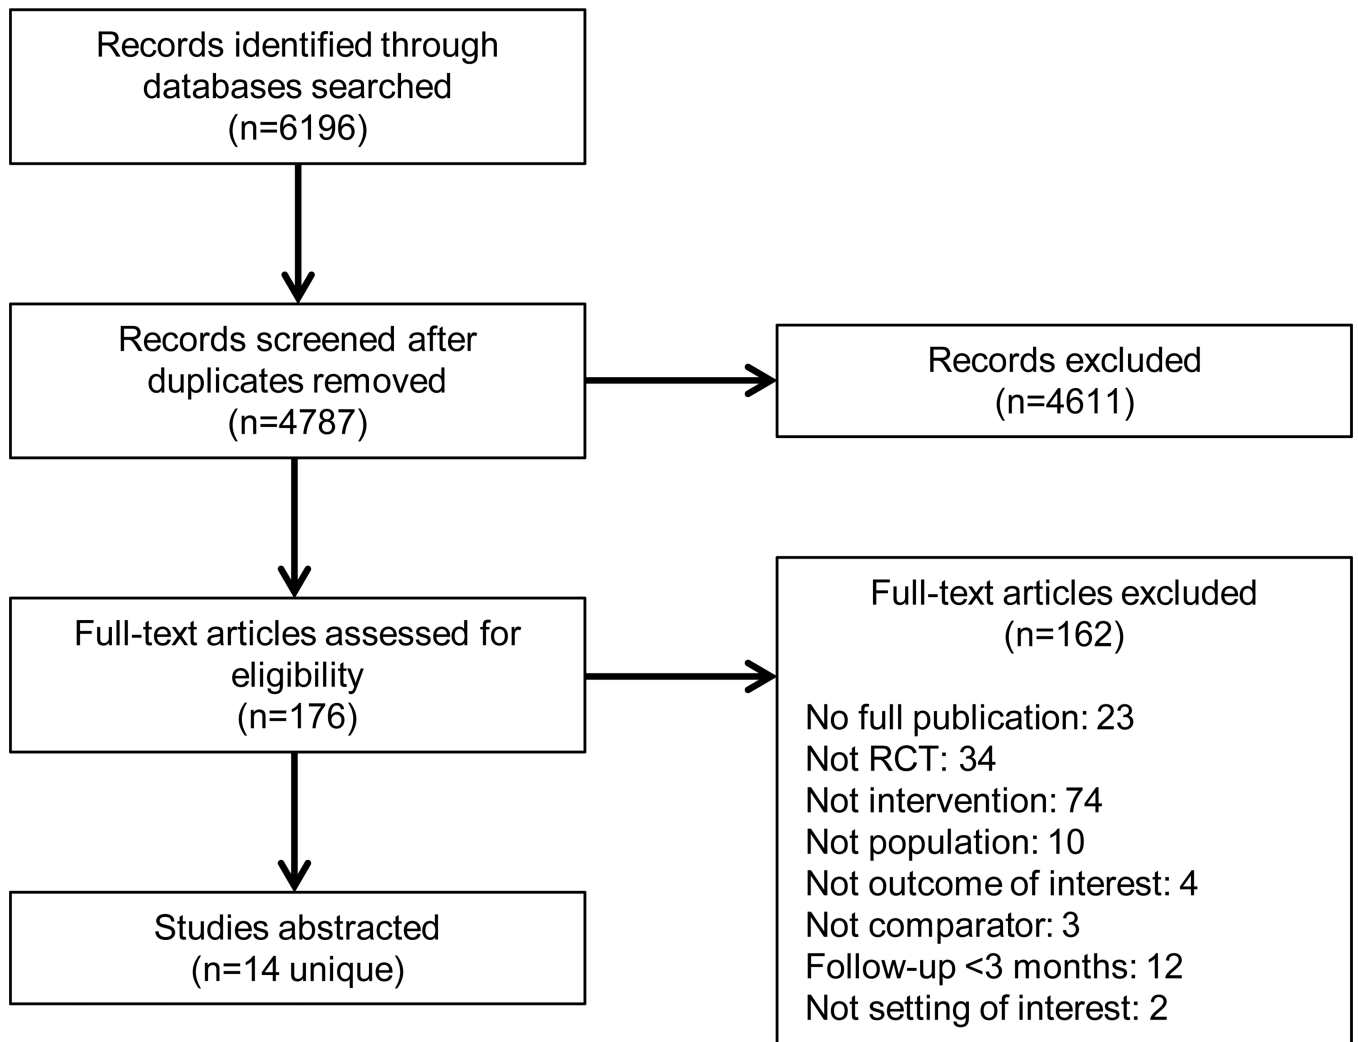 Records identified through
databases searched
(n=6196)
Records screened after
duplicates removed
(n=4787)
Records excluded
(n=4611)
Full-text articles assessed for
eligibility
(n=176)
Full-text articles excluded
(n=162)
No full publication: 23
Not RCT: 34
Not intervention: 74
Not population: 10
Not outcome of interest: 4
Not comparator: 3
Follow-up <3 months: 12
Not setting of interest: 2
Studies abstracted
(n=14 unique)